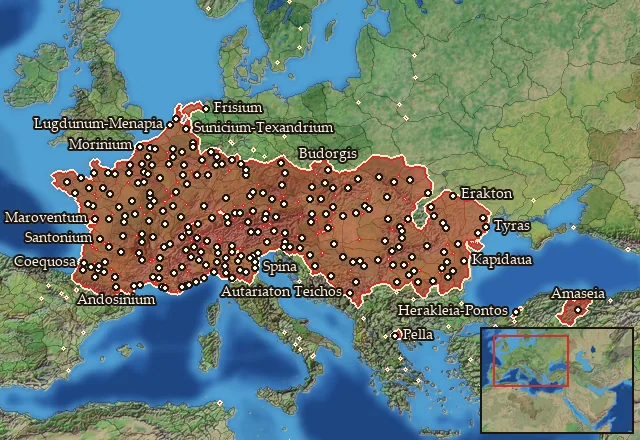 Frisium
Lugdunum-Menapia
Sunicium-Texandrium
Morinium
Budorgis
Erakton
Maroventum
Tyras
Santonium
Coequosa
Spina
Kapidaua
Andosinium
Autariaton Teichos
Amaseia
Herakleia-Pontos
Pella